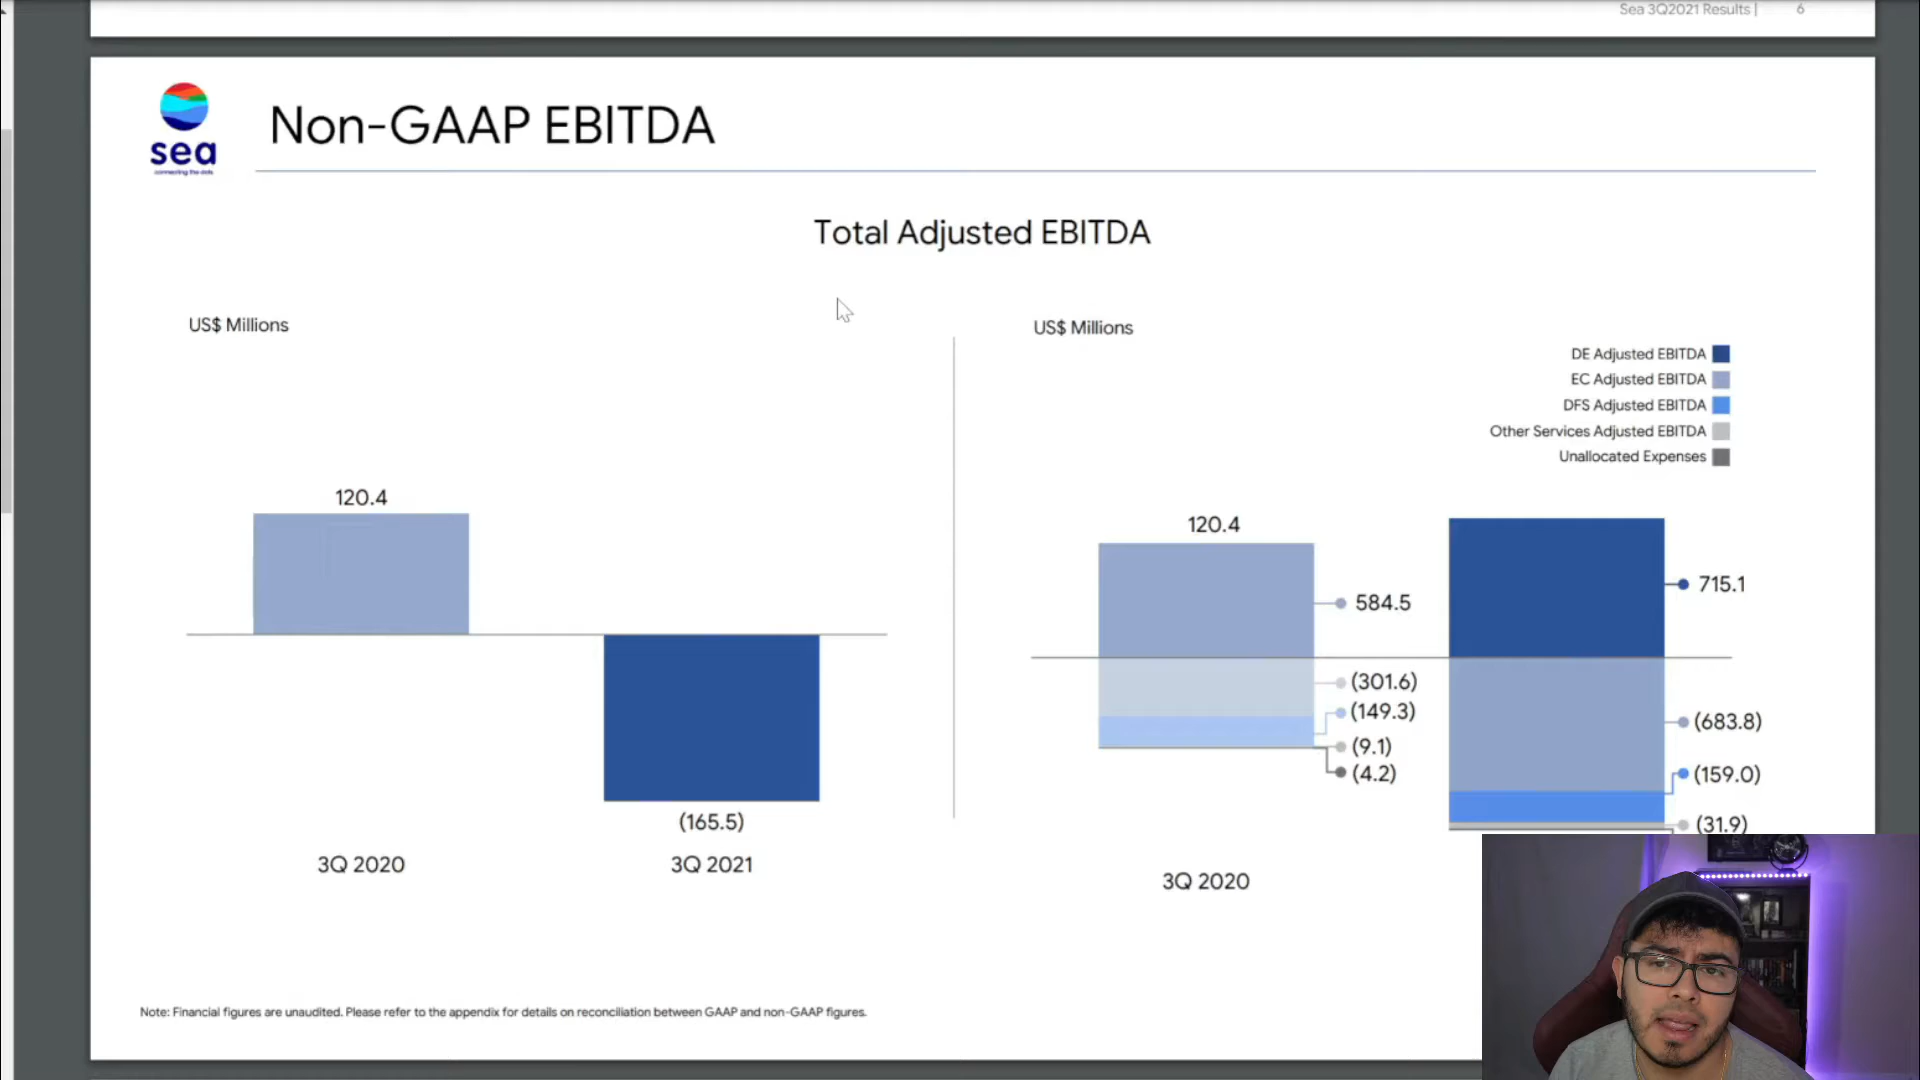 Sea 3Q2021 Results | 6
sea
connecting the dots
Non-GAAP EBITDA
Total Adjusted EBITDA
US$ Millions
120.4
(165.5)
3Q 2020
3Q 2021
US$ Millions
DE Adjusted EBITDA
EC Adjusted EBITDA
DFS Adjusted EBITDA
Other Services Adjusted EBITDA
Unallocated Expenses
120.4
584.5
(301.6)
(149.3)
(9.1)
(4.2)
715.1
(683.8)
(159.0)
(31.9)
3Q 2020
Note: Financial figures are unaudited. Please refer to the appendix for details on reconciliation between GAAP and non-GAAP figures.